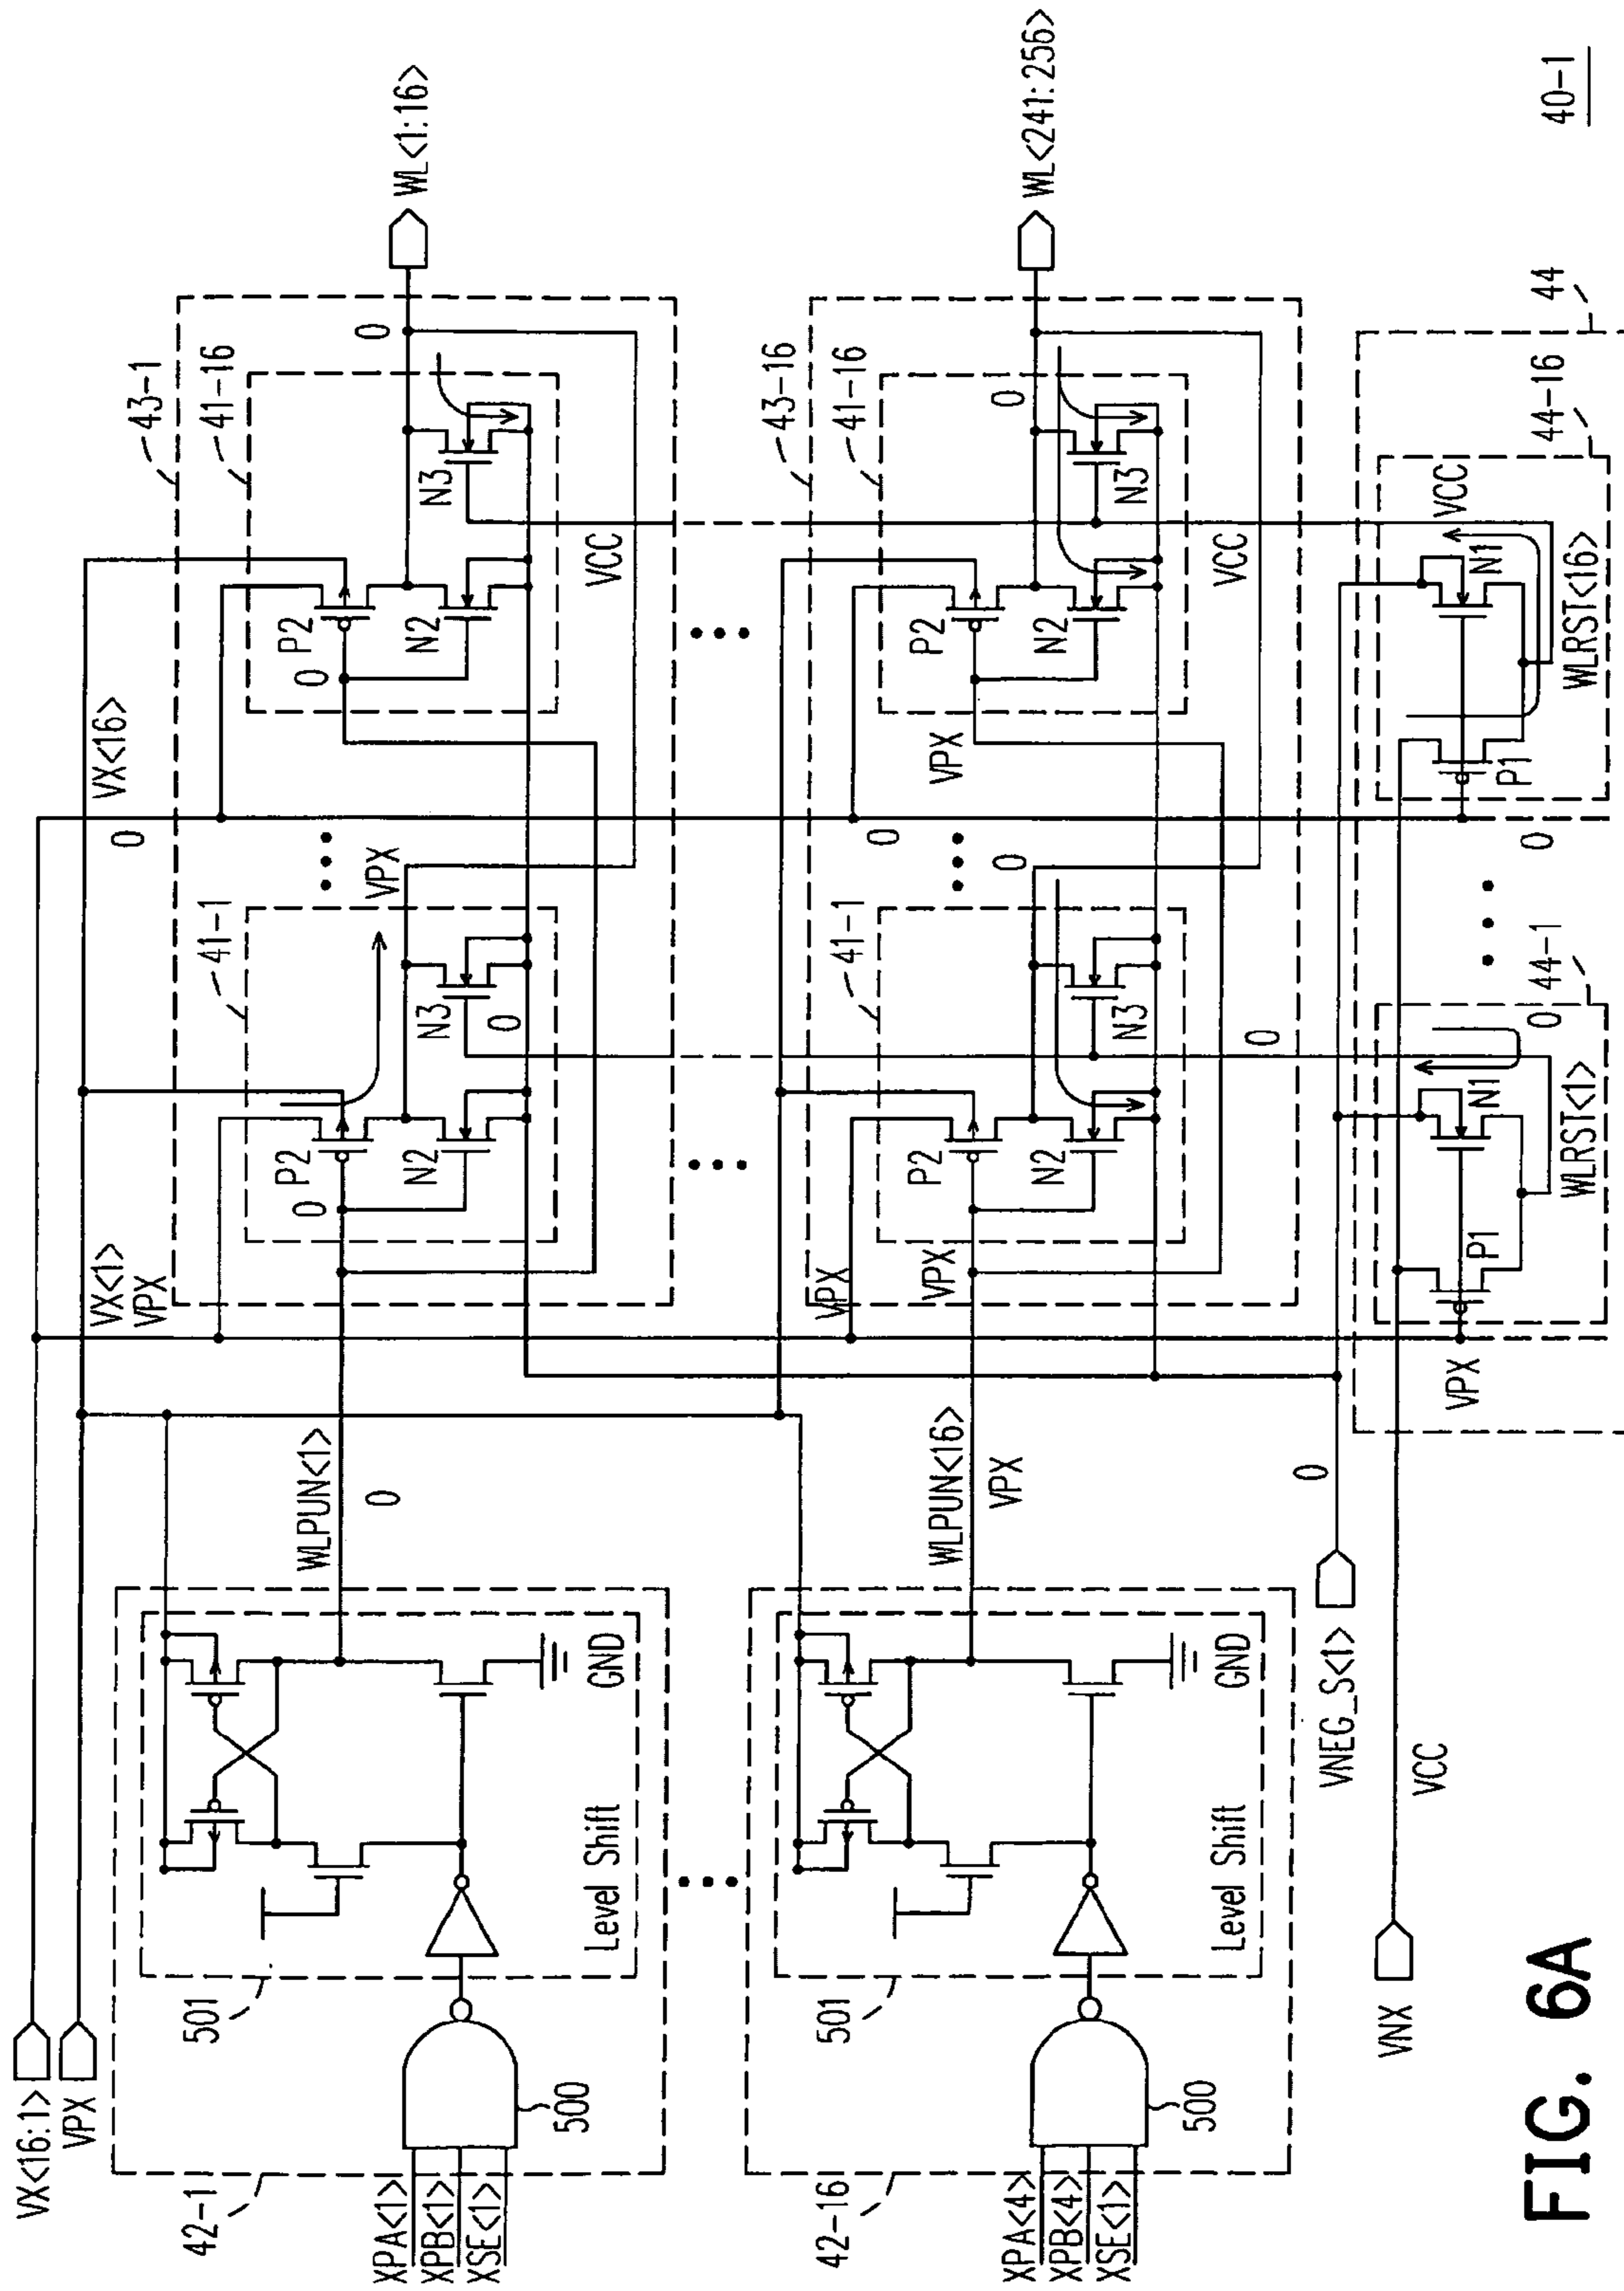 VX<16:1>
VPX
42-1
XPA<1>
XPB<1>
XSE<1>
500
501
Level Shift
GND
WLPUN<1>
0
VX<1>
VPX
VX<16>
0
43-1
41-1
P2
0
N2
N3
0
VPX
41-16
P2
0
N2
N3
0
VCC
WL<1:16>
42-16
XPA<4>
XPB<4>
XSE<1>
500
501
Level Shift
GND
WLPUN<16>
VPX
43-16
VPX
VPX
41-1
P2
N2
N3
0
0
0
41-16
VPX
P2
N2
N3
0
VCC
WL<241:256>
VNEG_S<1>
0
VNX
VCC
VPX
P1
N1
WLRST<1>
0
44-1
0
P1
N1
WLRST<16>
VCC
44-16
44
40-1
FIG. 6A